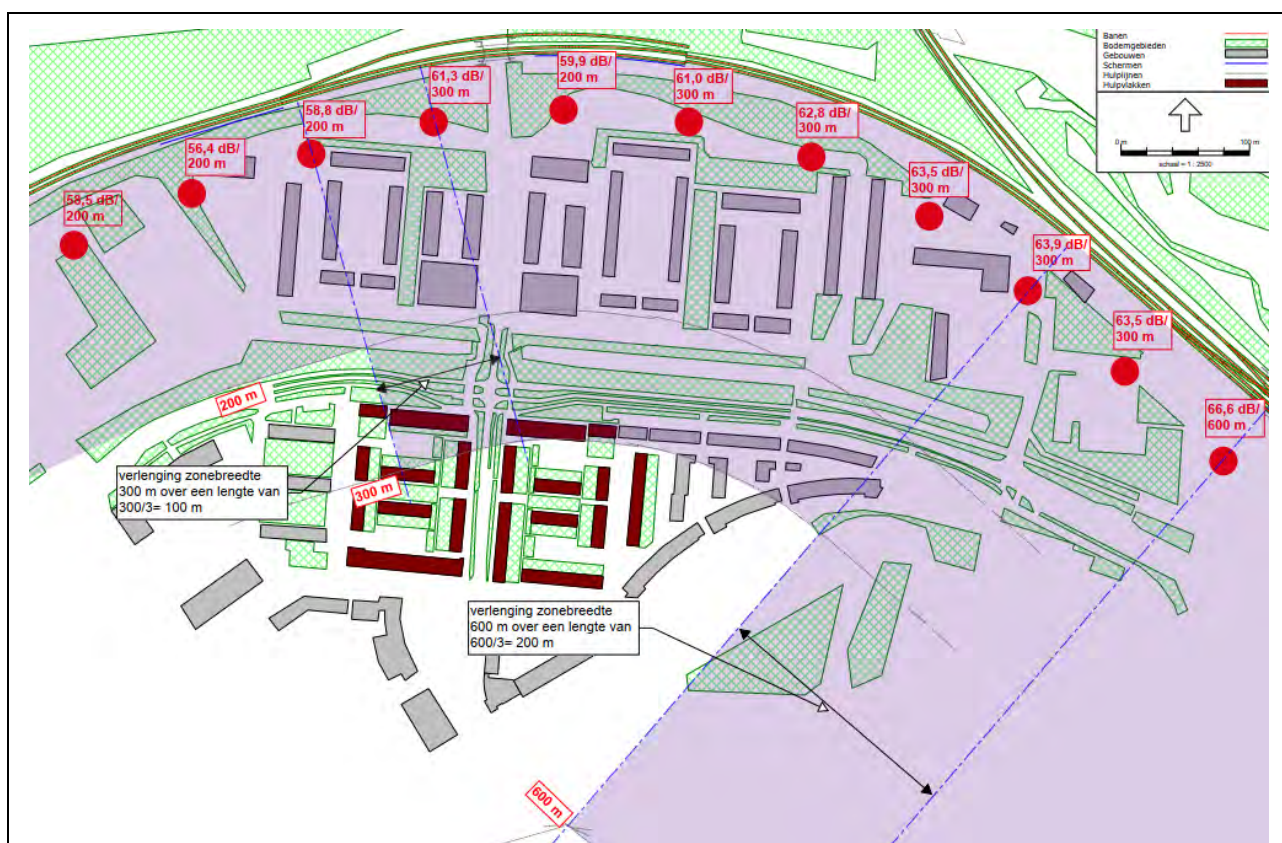 Banen
Bodemgebieden
Gebouwen
Schermen
Hulplijnen
Hulpvlakken
0 m
100 m
schaal = 1 : 2500
58,5 dB/
200 m
56,4 dB/
200 m
58,8 dB/
200 m
61,3 dB/
300 m
59,9 dB/
200 m
61,0 dB/
300 m
62,8 dB/
300 m
63,5 dB/
300 m
63,9 dB/
300 m
63,5 dB/
300 m
66,6 dB/
600 m
200 m
verlenging zonebreedte
300 m over een lengte van
300/3= 100 m
300 m
verlenging zonebreedte
600 m over een lengte van
600/3= 200 m
600 m